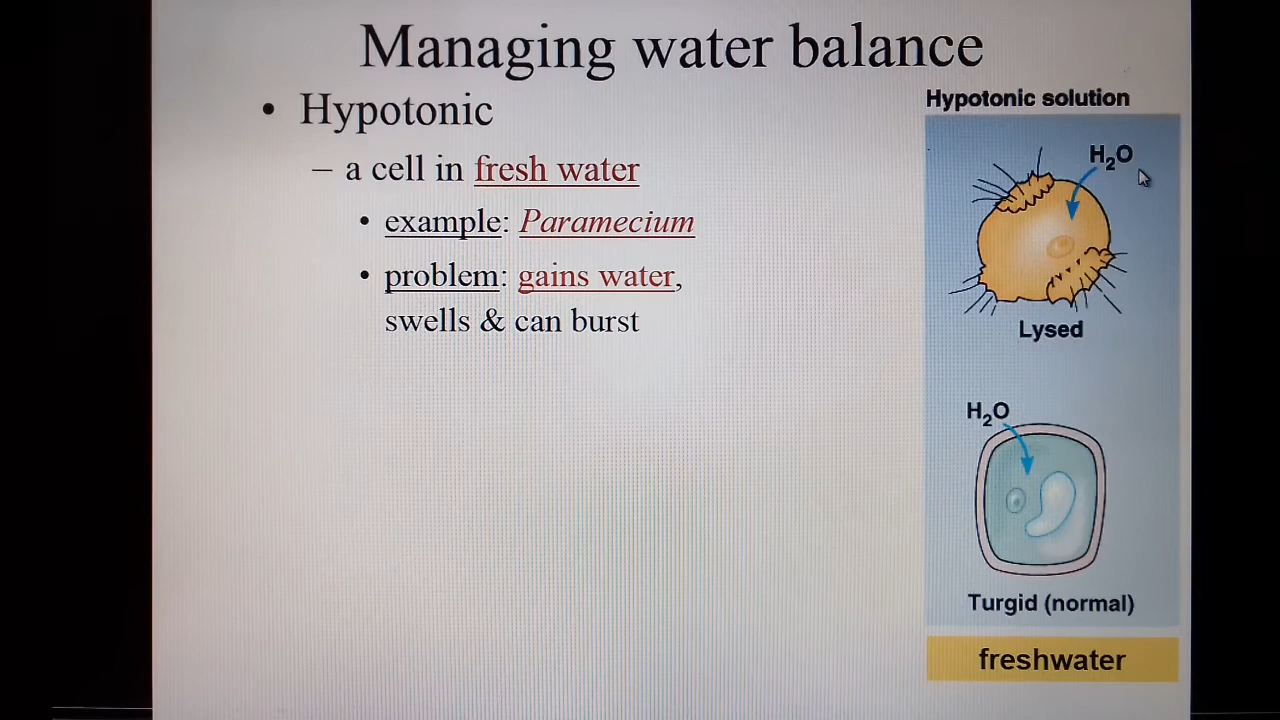 Managing water balance
• Hypotonic
– a cell in fresh water
• example: Paramecium
• problem: gains water,
swells & can burst
Hypotonic solution
H₂O
Lysed
H₂O
Turgid (normal)
freshwater